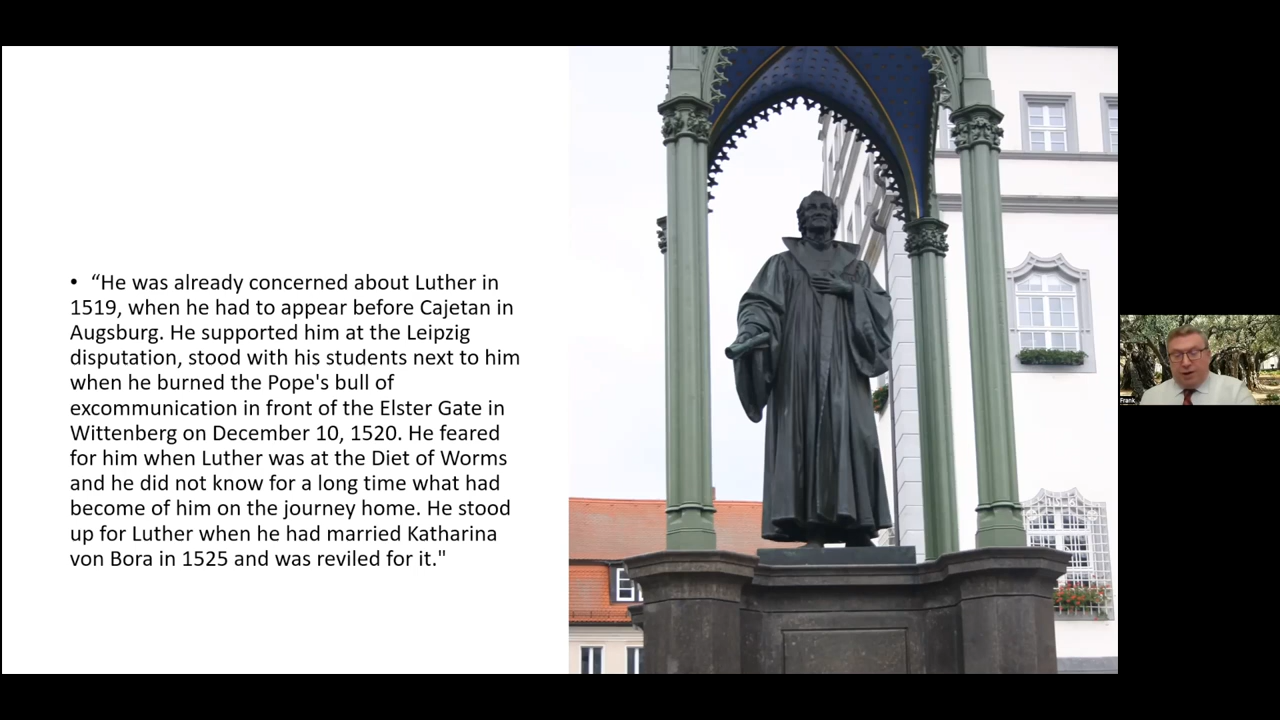 • “He was already concerned about Luther in
1519, when he had to appear before Cajetan in
Augsburg. He supported him at the Leipzig
disputation, stood with his students next to him
when he burned the Pope's bull of
excommunication in front of the Elster Gate in
Wittenberg on December 10, 1520. He feared
for him when Luther was at the Diet of Worms
and he did not know for a long time what had
become of him on the journey home. He stood
up for Luther when he had married Katharina
von Bora in 1525 and was reviled for it."
Frank